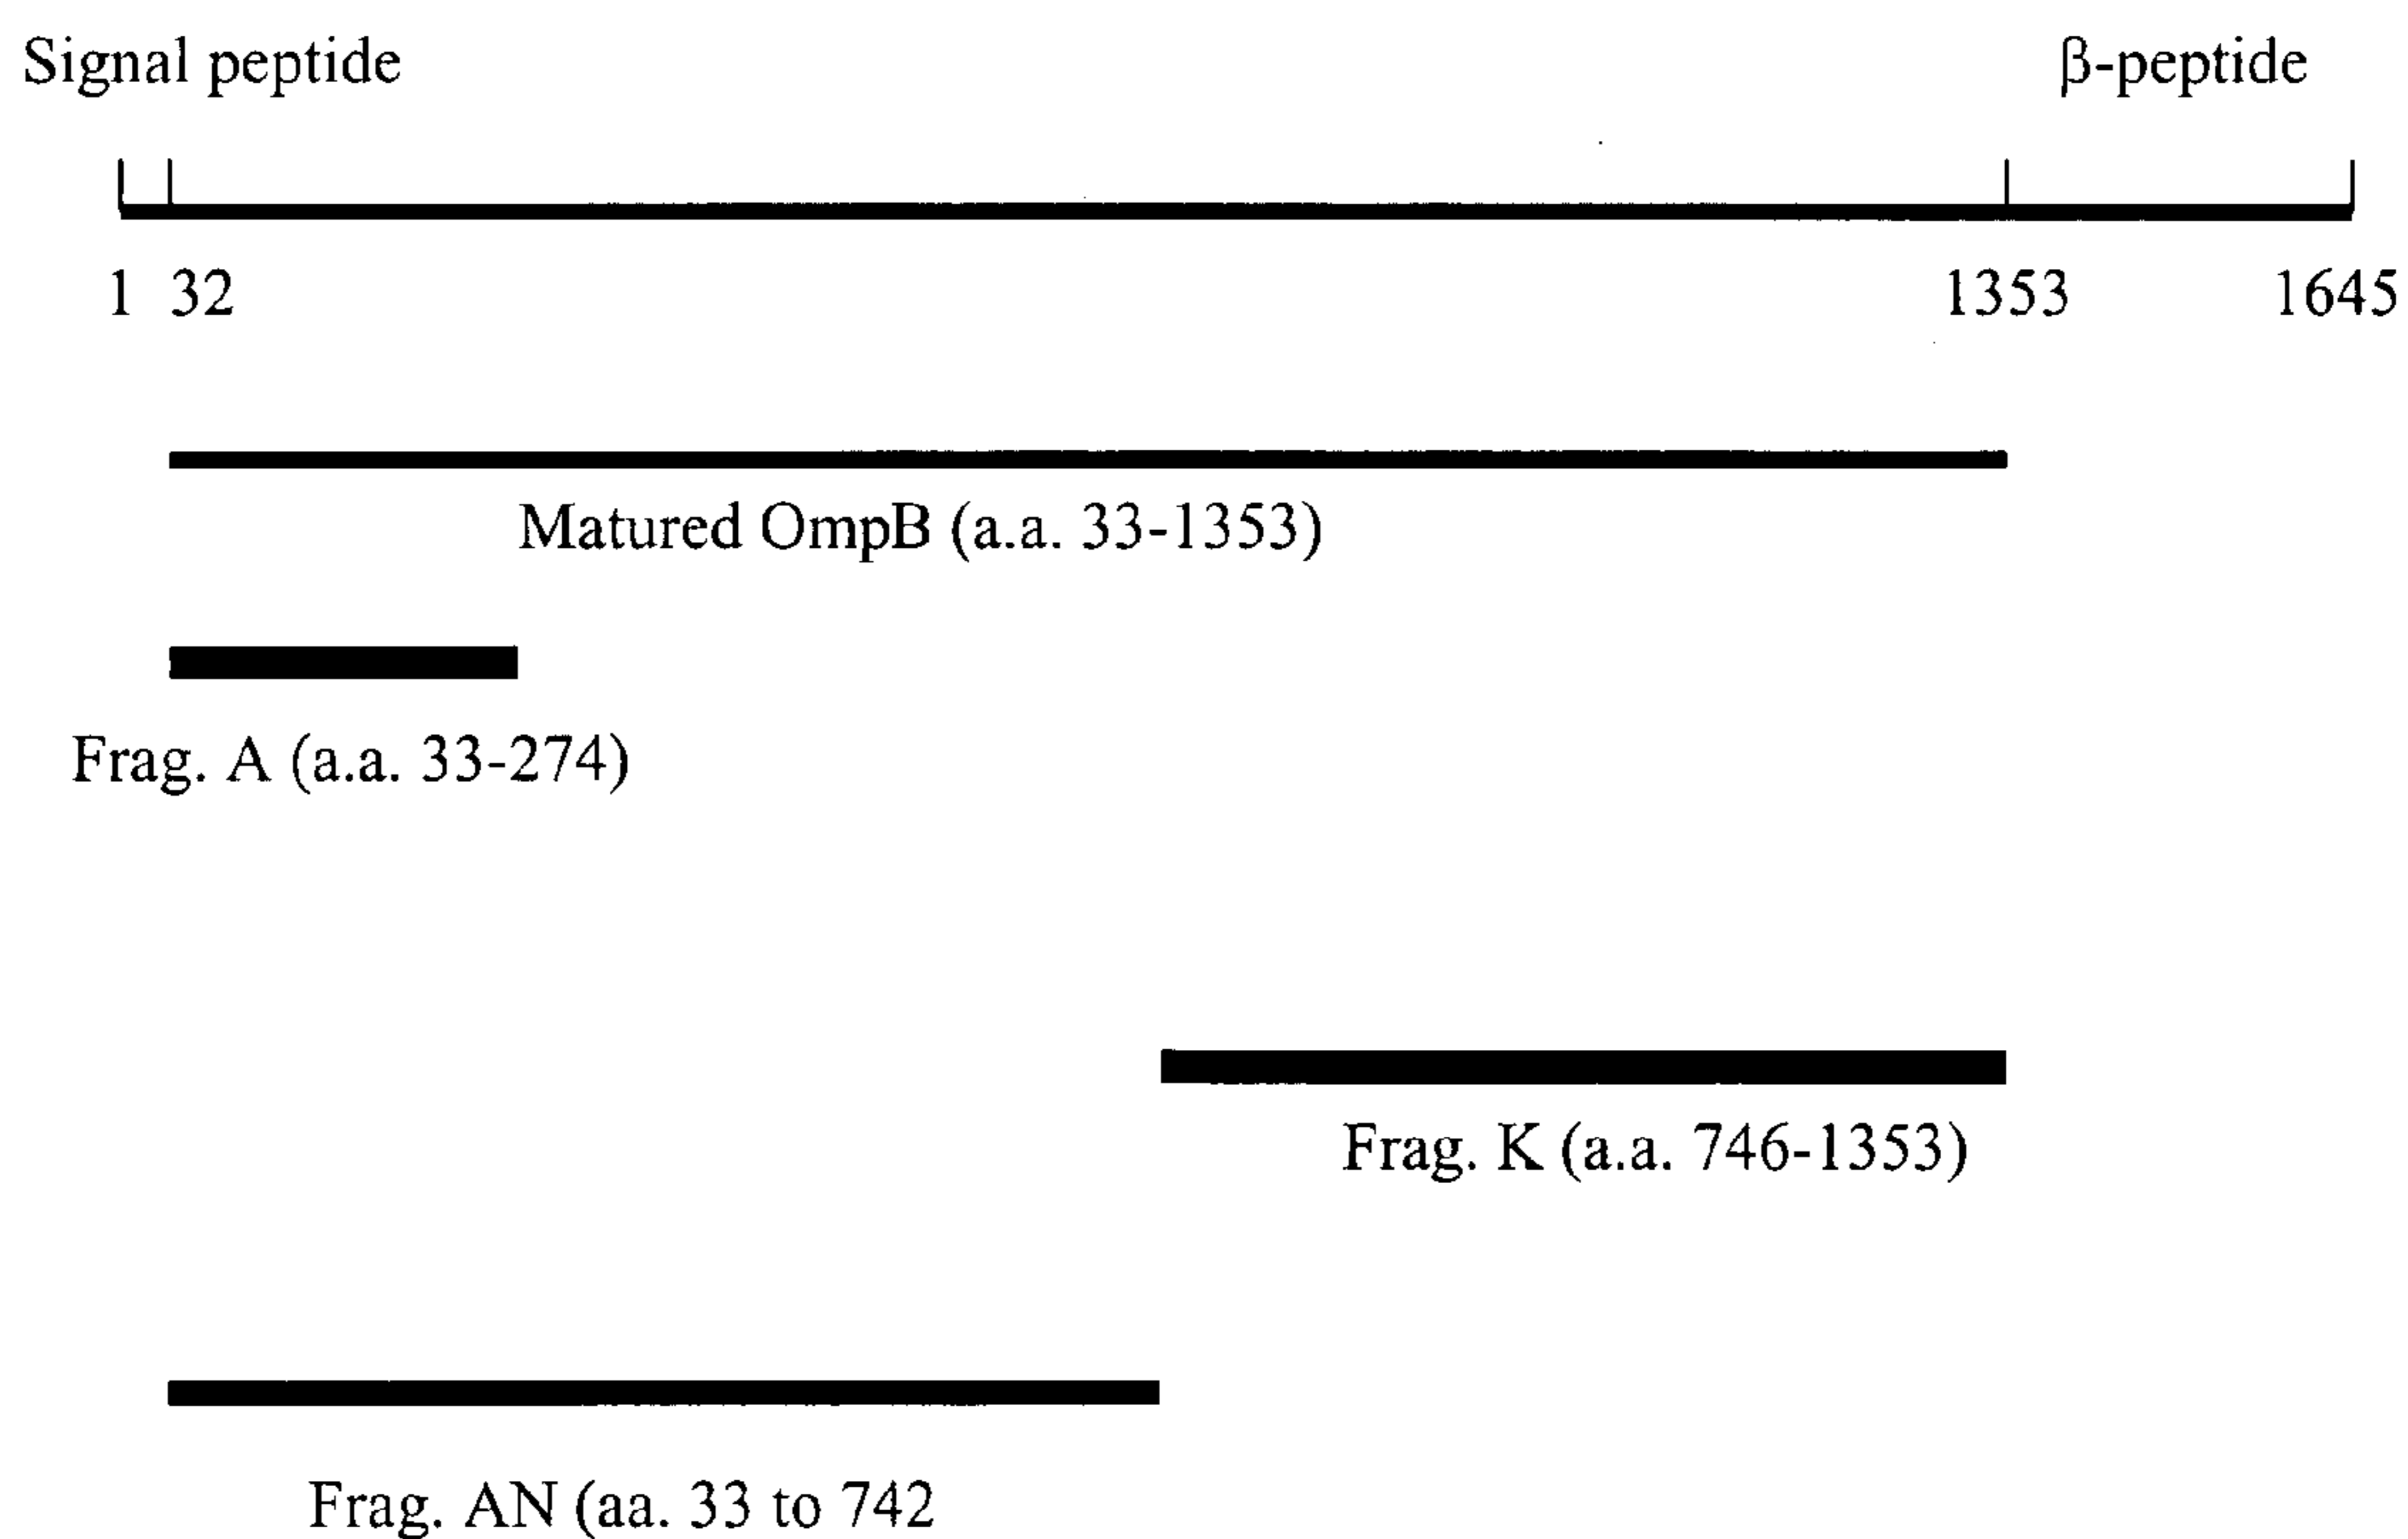 Signal peptide β-peptide
1 32 1353 1645
Matured OmpB (a.a. 33-1353)
Frag. A (a.a. 33-274)
Frag. K (a.a. 746-1353)
Frag. AN (aa. 33 to 742